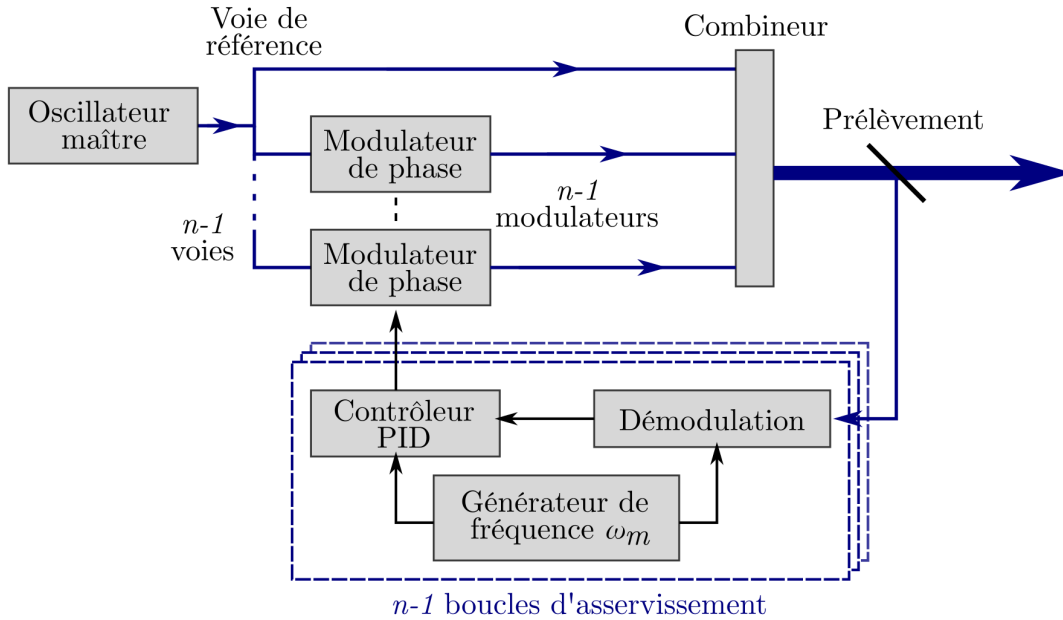 Voie de
référence
Combineur
Oscillateur
maître
Modulateur
de phase
Prélèvement
n-1
modulateurs
n-1
voies
Modulateur
de phase
Contrôleur
PID
Démodulation
Générateur de
fréquence ωm
n-1 boucles d'asservissement